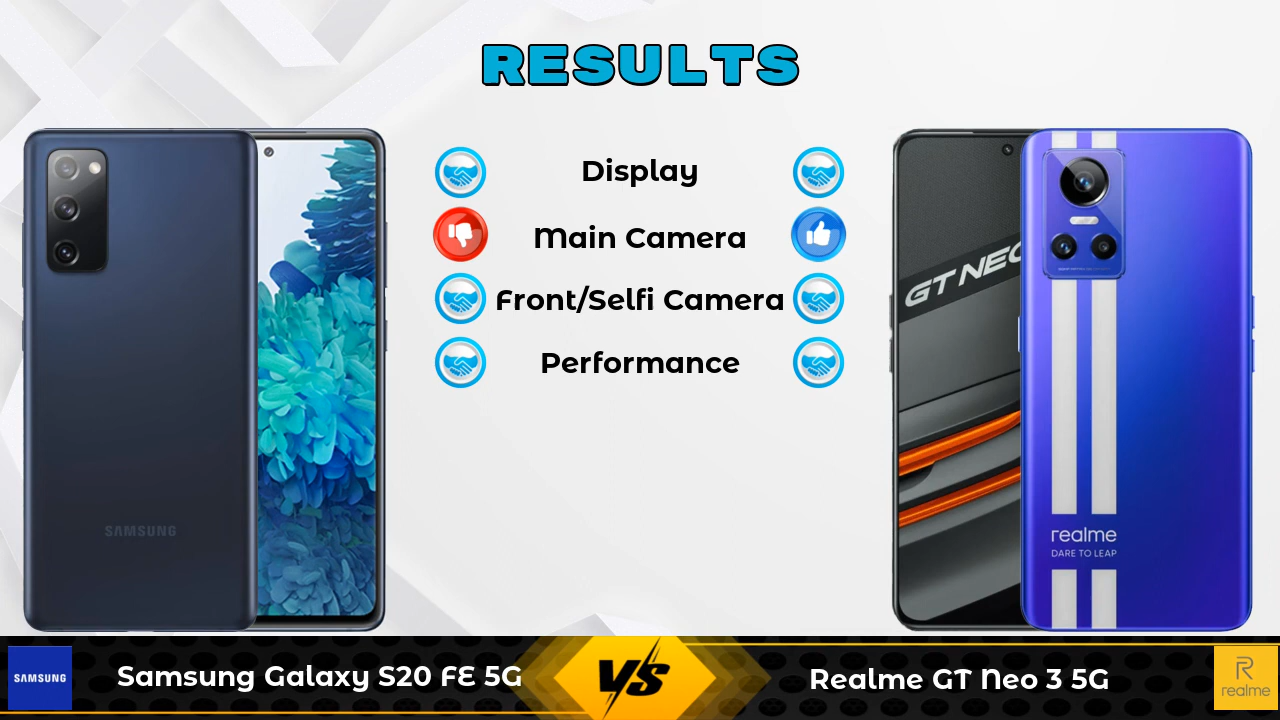 RESULTS
Display
Main Camera
Front/Selfi Camera
Performance
SAMSUNG
GT NEO
realme
DARE TO LEAP
SAMSUNG
Samsung Galaxy S20 FE 5G
VS
Realme GT Neo 3 5G
R
realme